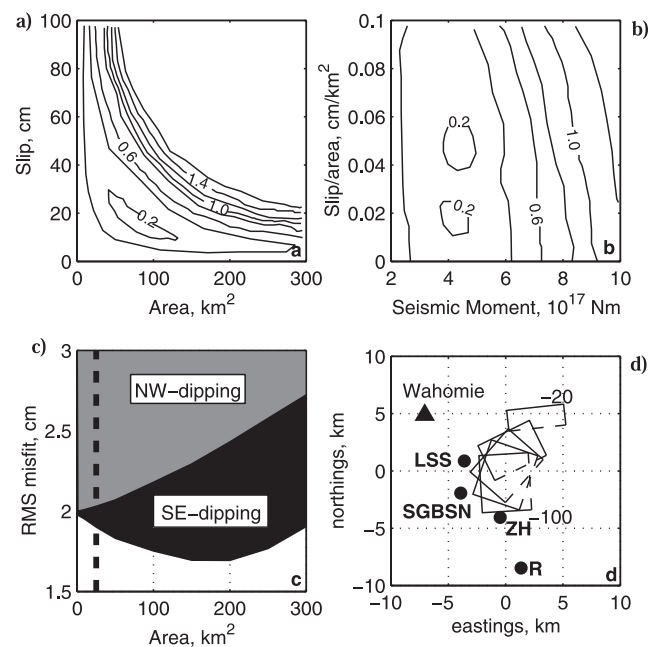 a)
100
80
60
40
20
0
Slip, cm
0.6
1.4
1.0
0.2
a
0
100
200
300
Area, km²
b)
0.1
0.08
0.06
0.04
0.02
0
Slip/area, cm/km²
0.2
1.0
0.2
0.6
b
2
4
6
8
10
Seismic Moment, 10¹⁷ Nm
c)
3
2.5
2
1.5
RMS misfit, cm
NW−dipping
SE−dipping
c
0
100
200
300
Area, km²
d)
10
5
0
−5
−10
northings, km
Wahomie
−20
LSS
SGBSN
−100
ZH
R
d
−10
−5
0
5
10
eastings, km